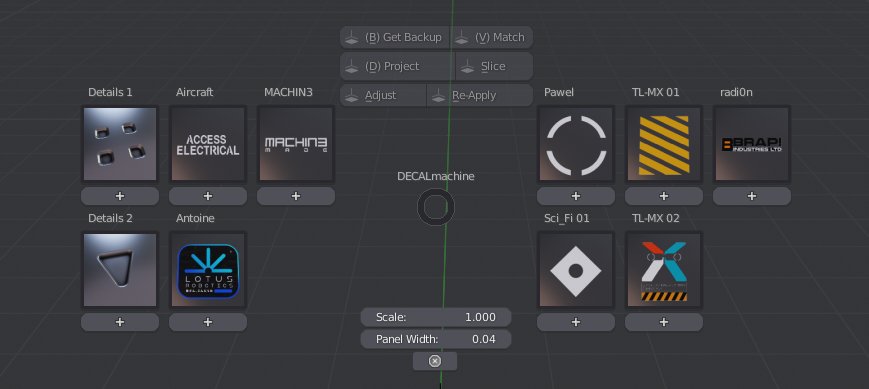 (B) Get Backup (V) Match
(D) Project Slice
Adjust Re-Apply
Details 1 Aircraft MACHIN3
ACCESS
ELECTRICAL
MACHIN3
Details 2 Antoine
LOTUS
ROBOTICS
DECALmachine
Pawel TL-MX 01 radi0n
BRAPI
INDUSTRIES LTD
Sci_Fi 01 TL-MX 02
Scale: 1.000
Panel Width: 0.04